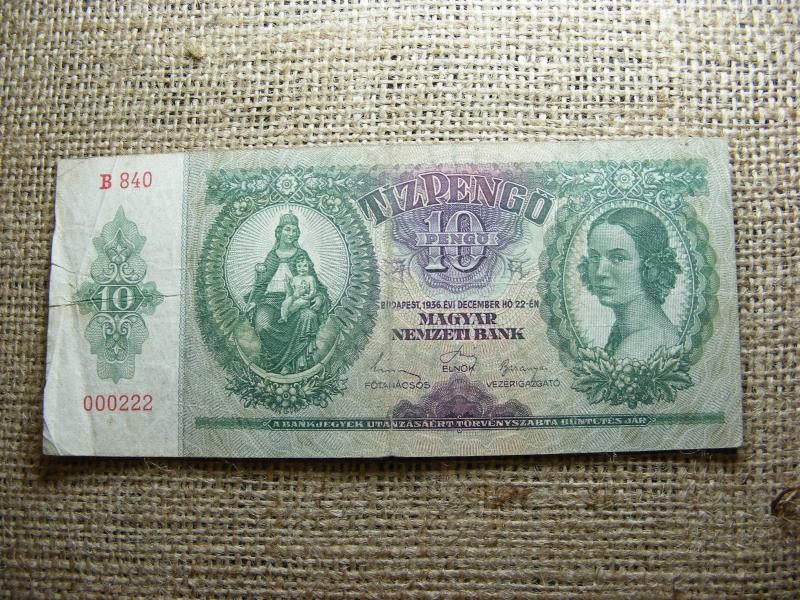 B 840
10
000222
TÍZPENGŐ
10
PENGŐ
BUDAPEST, 1936. ÉVI DECEMBER HÓ 22-ÉN
MAGYAR
NEMZETI BANK
FŐTANÁCSOS
ELNÖK
VEZÉRIGAZGATÓ
A BANKJEGYEK UTÁNZÁSÁÉRT TÖRVÉNYSZABTA BÜNTETÉS JÁR